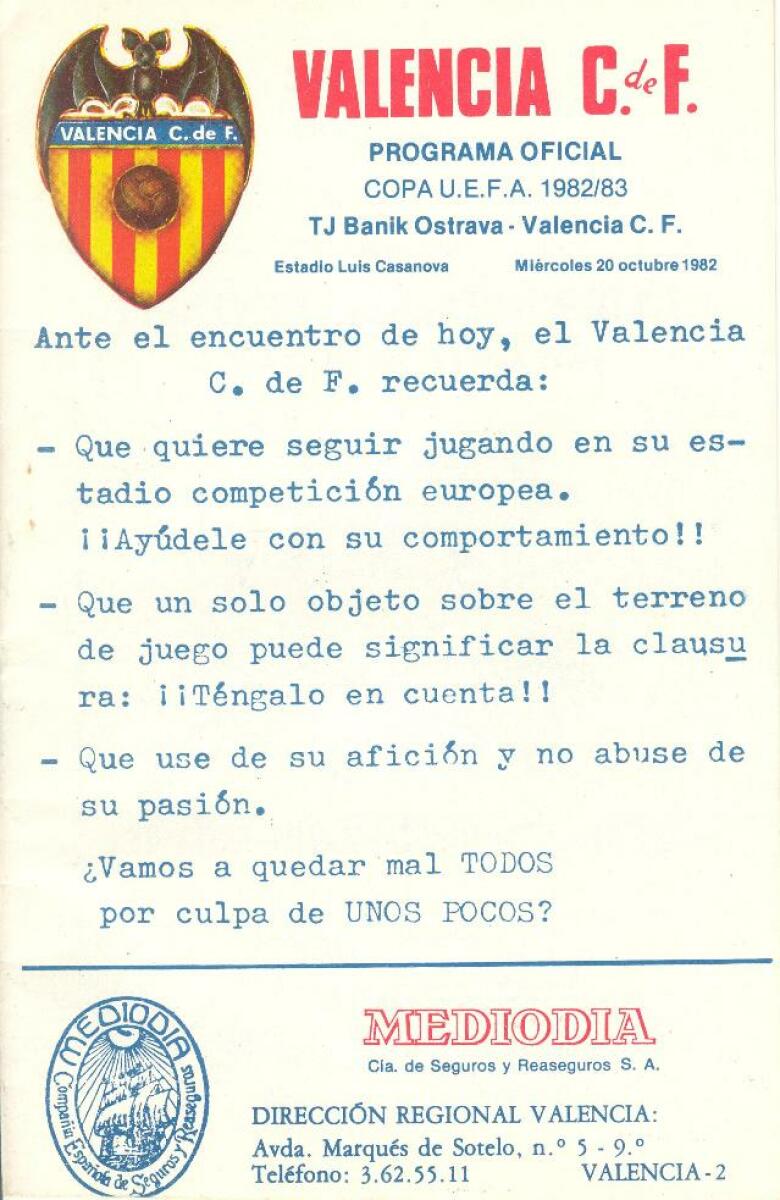 VALENCIA C. de F.
VALENCIA C. de F.
PROGRAMA OFICIAL
COPA U.E.F.A. 1982/83
TJ Banik Ostrava - Valencia C. F.
Estadio Luis Casanova Miércoles 20 octubre 1982
Ante el encuentro de hoy, el Valencia
C. de F. recuerda:
- Que quiere seguir jugando en su es-
tadio competición europea.
¡¡Ayúdele con su comportamiento!!
- Que un solo objeto sobre el terreno
de juego puede significar la clausu
ra: ¡¡Téngalo en cuenta!!
- Que use de su afición y no abuse de
su pasión.
¿Vamos a quedar mal TODOS
por culpa de UNOS POCOS?
MEDIODIA
Compañía Española de Seguros y Reaseguros
MEDIODIA
Cía. de Seguros y Reaseguros S. A.
DIRECCIÓN REGIONAL VALENCIA:
Avda. Marqués de Sotelo, n.º 5 - 9.º
Teléfono: 3.62.55.11 VALENCIA-2